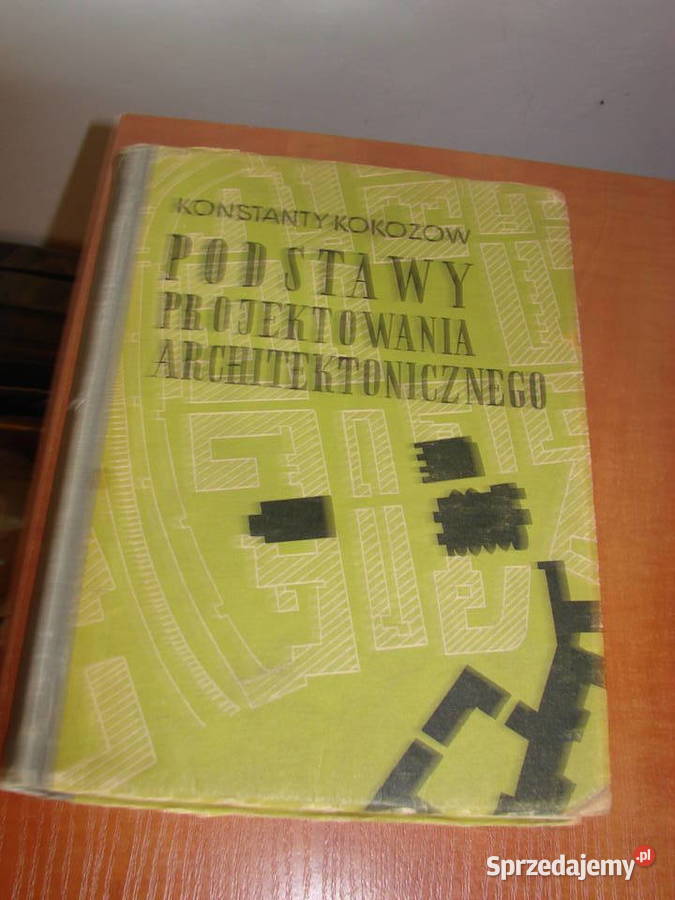 KONSTANTY KOKOZOW
PODSTAWY
PROJEKTOWANIA
ARCHITEKTONICZNEGO
Sprzedajemy.pl